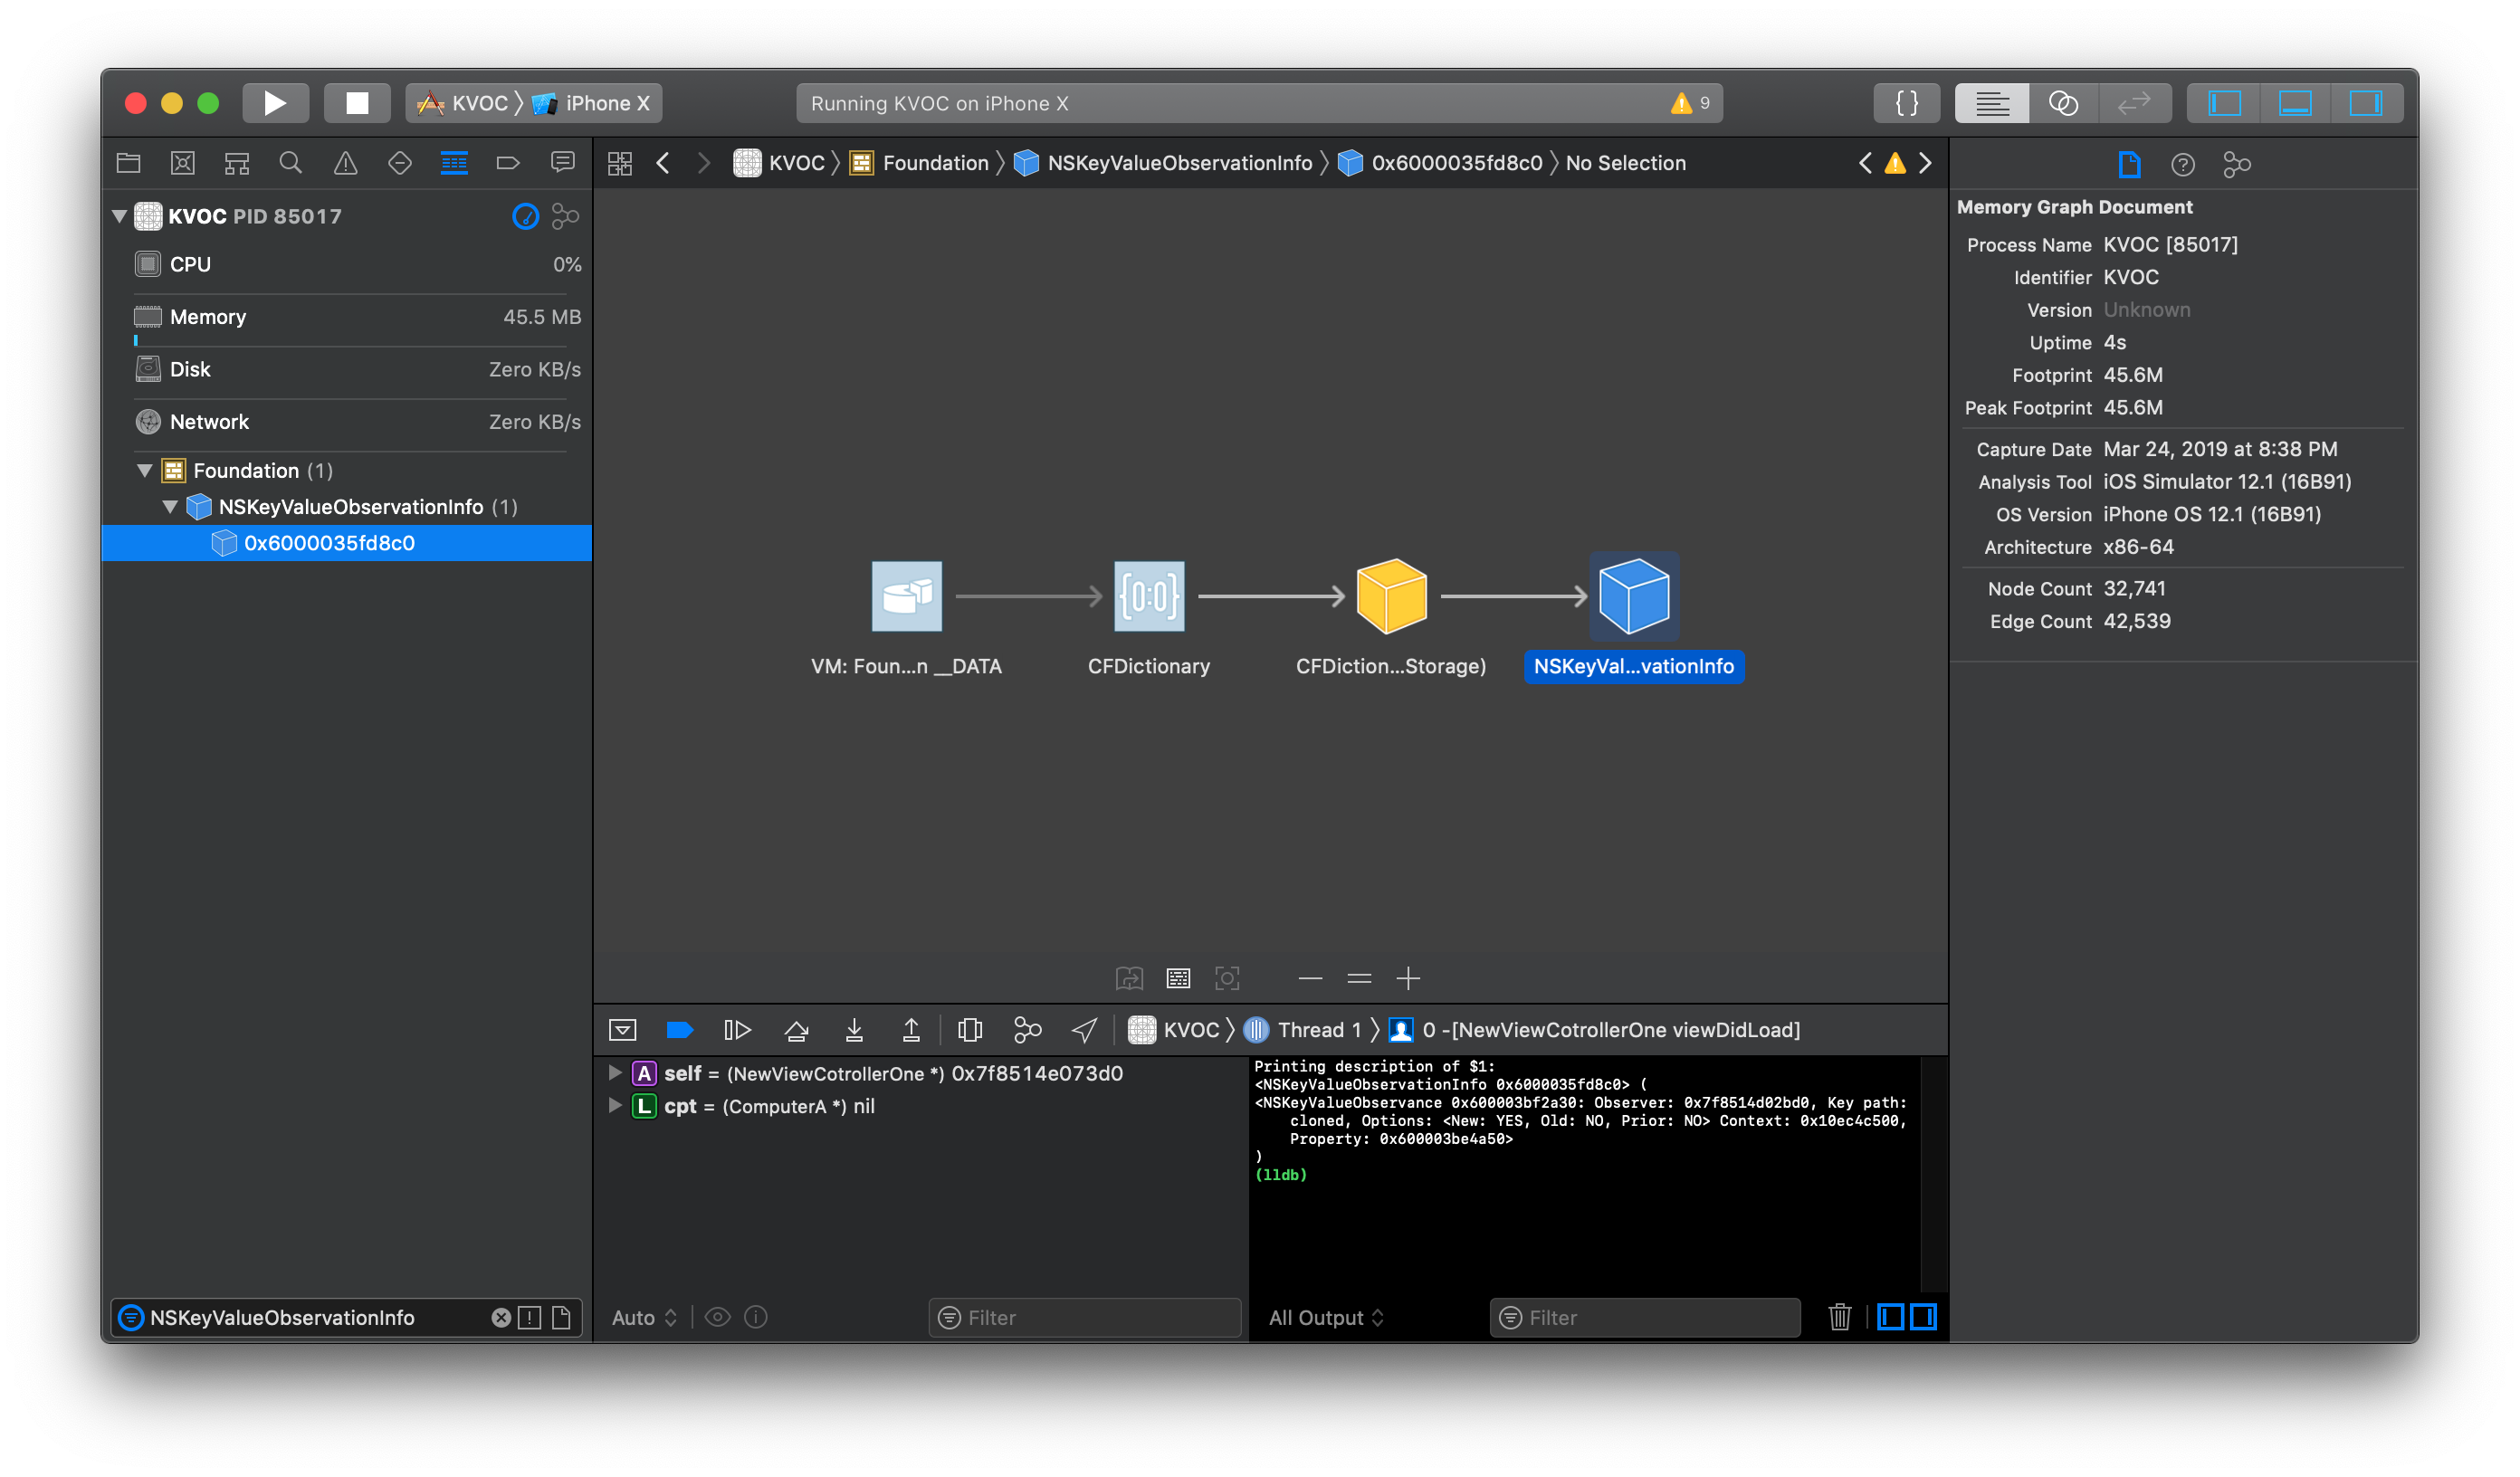 KVOC 〉 iPhone X
Running KVOC on iPhone X
9
{ }
KVOC 〉 Foundation 〉 NSKeyValueObservationInfo 〉 0x6000035fd8c0 〉 No Selection
KVOC PID 85017
CPU 0%
Memory 45.5 MB
Disk Zero KB/s
Network Zero KB/s
Foundation (1)
NSKeyValueObservationInfo (1)
0x6000035fd8c0
NSKeyValueObservationInfo
{0:0}
VM: Foun...n __DATA
CFDictionary
CFDiction...Storage)
NSKeyVal...vationInfo
KVOC 〉 Thread 1 〉 0 -[NewViewCotrollerOne viewDidLoad]
A self = (NewViewCotrollerOne *) 0x7f8514e073d0
L cpt = (ComputerA *) nil
Auto
Filter
Printing description of $1:
<NSKeyValueObservationInfo 0x6000035fd8c0> (
<NSKeyValueObservance 0x600003bf2a30: Observer: 0x7f8514d02bd0, Key path:
cloned, Options: <New: YES, Old: NO, Prior: NO> Context: 0x10ec4c500,
Property: 0x600003be4a50>
)
(lldb)
All Output
Filter
Memory Graph Document
Process Name KVOC [85017]
Identifier KVOC
Version Unknown
Uptime 4s
Footprint 45.6M
Peak Footprint 45.6M
Capture Date Mar 24, 2019 at 8:38 PM
Analysis Tool iOS Simulator 12.1 (16B91)
OS Version iPhone OS 12.1 (16B91)
Architecture x86-64
Node Count 32,741
Edge Count 42,539